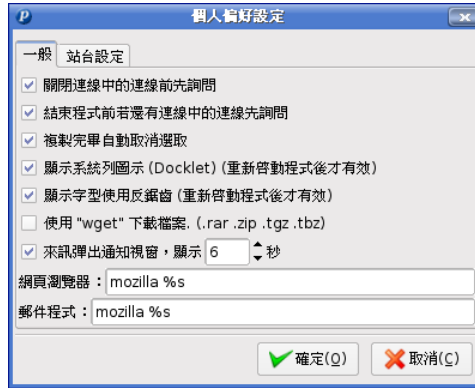 個人偏好設定
一般 站台設定
關閉連線中的連線前先詢問
結束程式前若還有連線中的連線先詢問
複製完畢自動取消選取
顯示系統列圖示 (Docklet) (重新啓動程式後才有效)
顯示字型使用反鋸齒 (重新啓動程式後才有效)
使用 "wget" 下載檔案. (.rar .zip .tgz .tbz)
來訊彈出通知視窗，顯示 6 秒
網頁瀏覽器：mozilla %s
郵件程式：mozilla %s
確定(O) 取消(C)